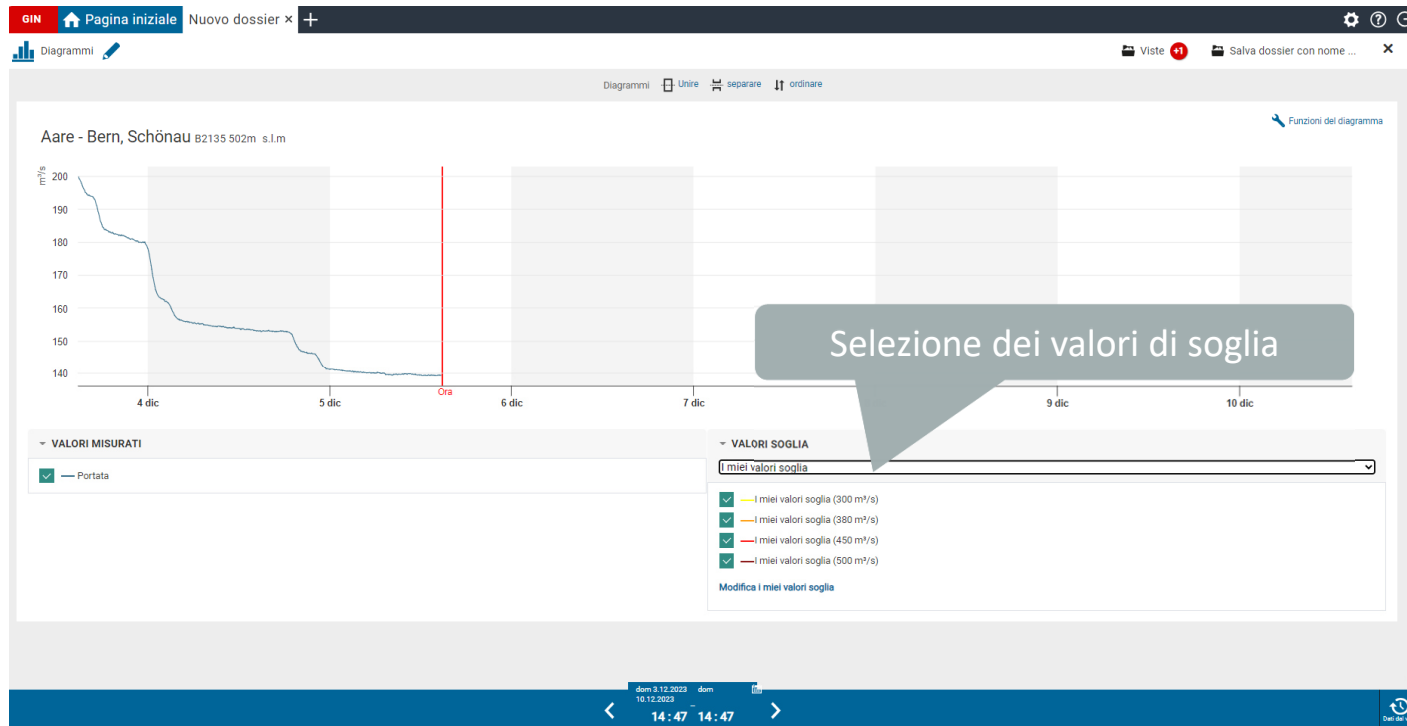 GIN Pagina iniziale Nuovo dossier × +
Diagrammi Viste +1 Salva dossier con nome ... ×
Diagrammi Unire separare ordinare
Funzioni del diagramma
Aare - Bern, Schönau B2135 502m s.l.m
m³/s
200
190
180
170
160
150
140
Selezione dei valori di soglia
Ora
4 dic 5 dic 6 dic 7 dic 9 dic 10 dic
VALORI MISURATI
Portata
VALORI SOGLIA
I miei valori soglia
I miei valori soglia (300 m³/s)
I miei valori soglia (380 m³/s)
I miei valori soglia (450 m³/s)
I miei valori soglia (500 m³/s)
Modifica i miei valori soglia
dom 3.12.2023 dom
10.12.2023 –
14:47 14:47
Dati dei